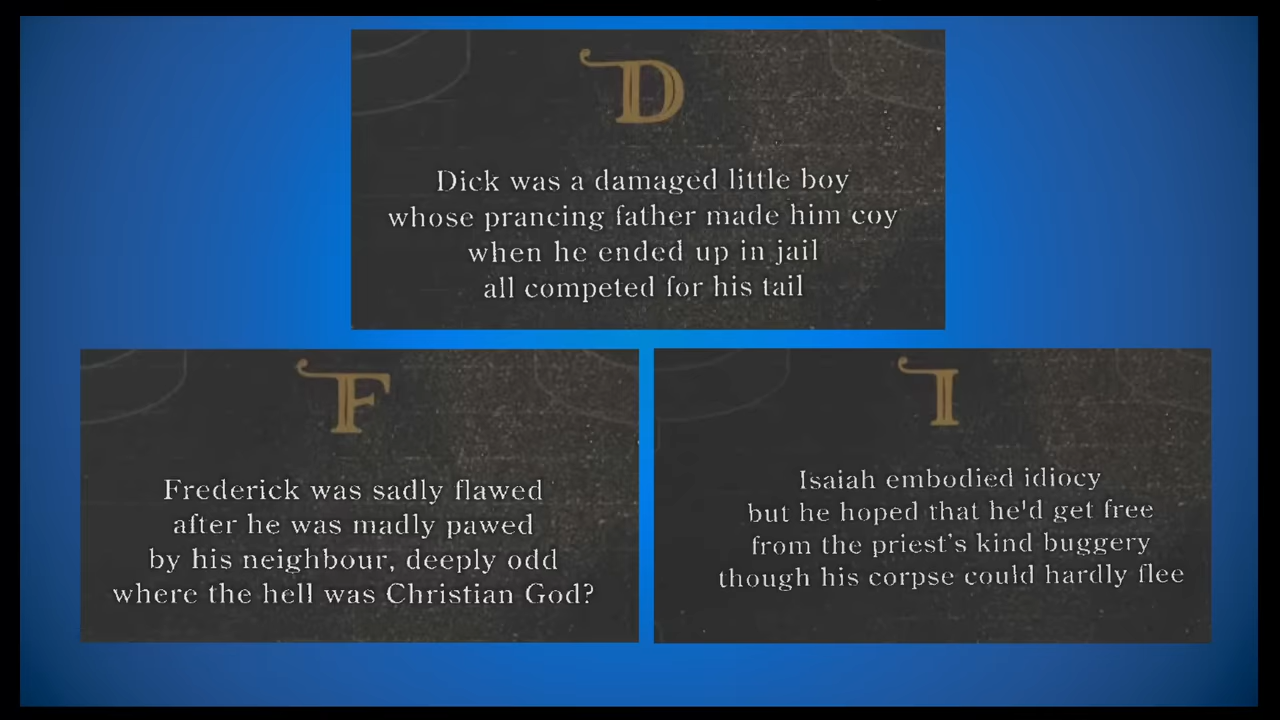 D
Dick was a damaged little boy
whose prancing father made him coy
when he ended up in jail
all competed for his tail
F
Frederick was sadly flawed
after he was madly pawed
by his neighbour, deeply odd
where the hell was Christian God?
I
Isaiah embodied idiocy
but he hoped that he'd get free
from the priest's kind buggery
though his corpse could hardly flee